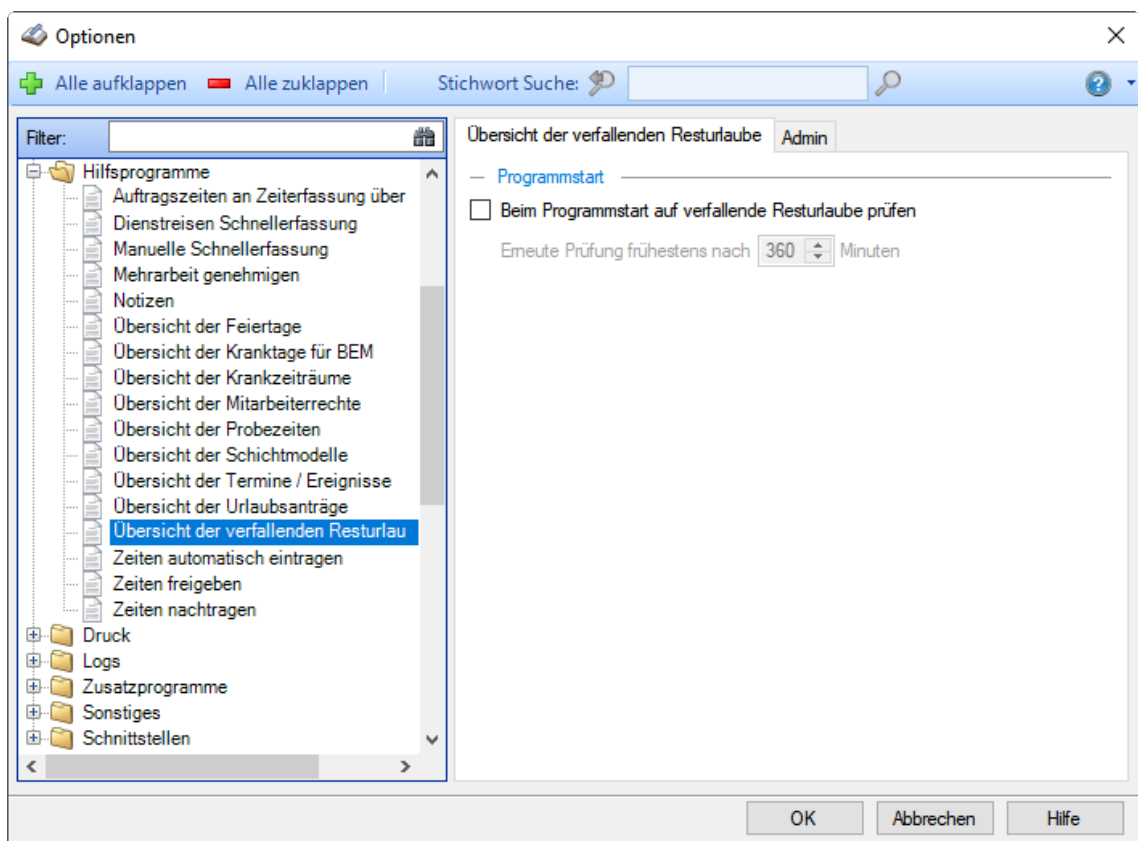 Optionen
Alle aufklappen Alle zuklappen Stichwort Suche:
Filter:
Hilfsprogramme
Auftragszeiten an Zeiterfassung über
Dienstreisen Schnellerfassung
Manuelle Schnellerfassung
Mehrarbeit genehmigen
Notizen
Übersicht der Feiertage
Übersicht der Kranktage für BEM
Übersicht der Krankzeiträume
Übersicht der Mitarbeiterrechte
Übersicht der Probezeiten
Übersicht der Schichtmodelle
Übersicht der Termine / Ereignisse
Übersicht der Urlaubsanträge
Übersicht der verfallenden Resturlau
Zeiten automatisch eintragen
Zeiten freigeben
Zeiten nachtragen
Druck
Logs
Zusatzprogramme
Sonstiges
Schnittstellen
Übersicht der verfallenden Resturlaube Admin
Programmstart
Beim Programmstart auf verfallende Resturlaube prüfen
Erneute Prüfung frühestens nach 360 Minuten
OK Abbrechen Hilfe